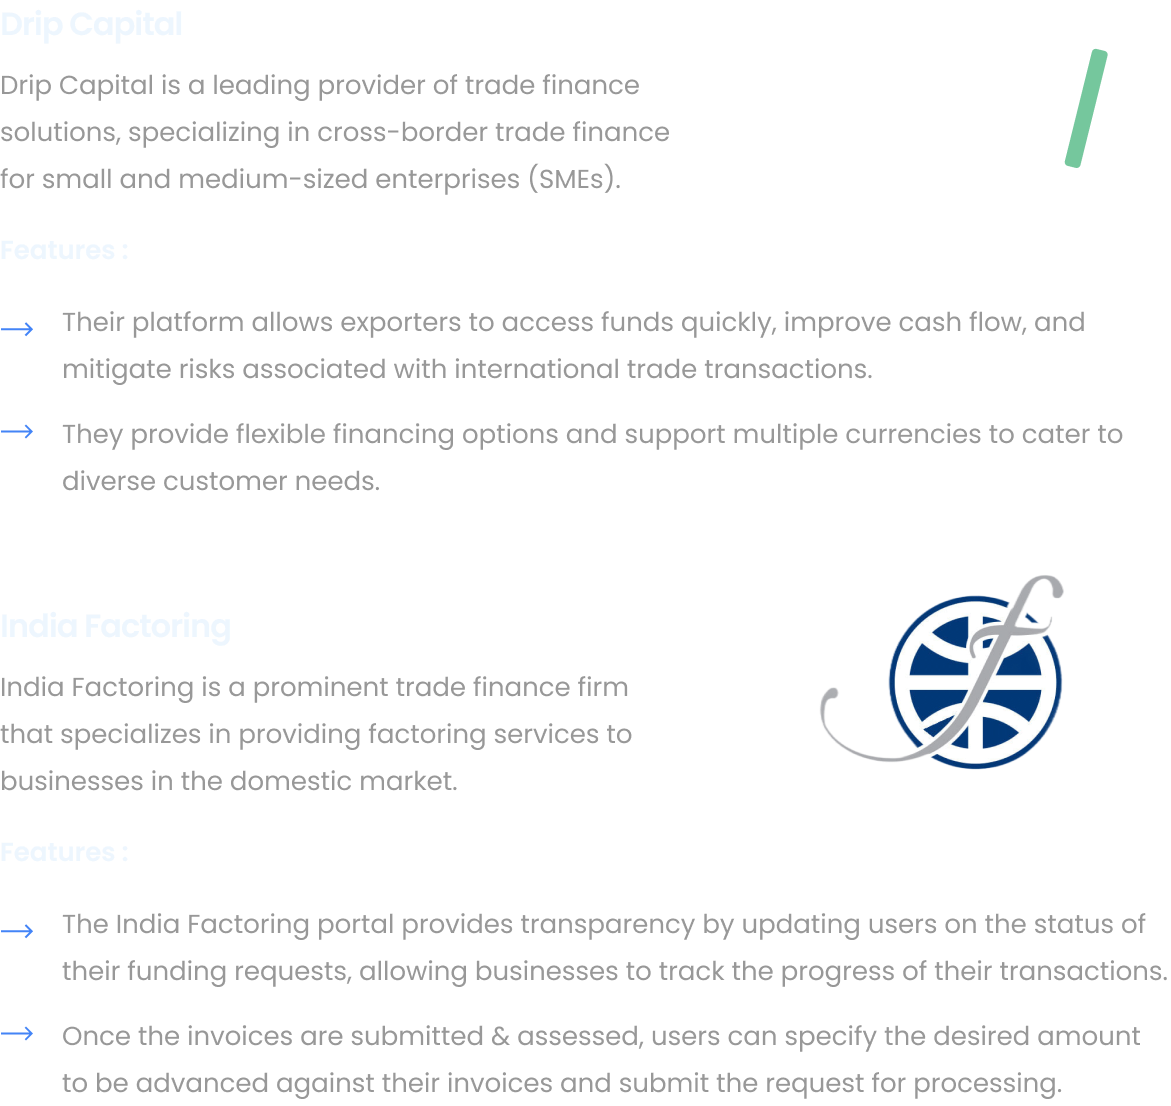 Drip Capital
Drip Capital is a leading provider of trade finance
solutions, specializing in cross-border trade finance
for small and medium-sized enterprises (SMEs).
Features :
Their platform allows exporters to access funds quickly, improve cash flow, and
mitigate risks associated with international trade transactions.
They provide flexible financing options and support multiple currencies to cater to
diverse customer needs.
India Factoring
India Factoring is a prominent trade finance firm
that specializes in providing factoring services to
businesses in the domestic market.
Features :
The India Factoring portal provides transparency by updating users on the status of
their funding requests, allowing businesses to track the progress of their transactions.
Once the invoices are submitted & assessed, users can specify the desired amount
to be advanced against their invoices and submit the request for processing.